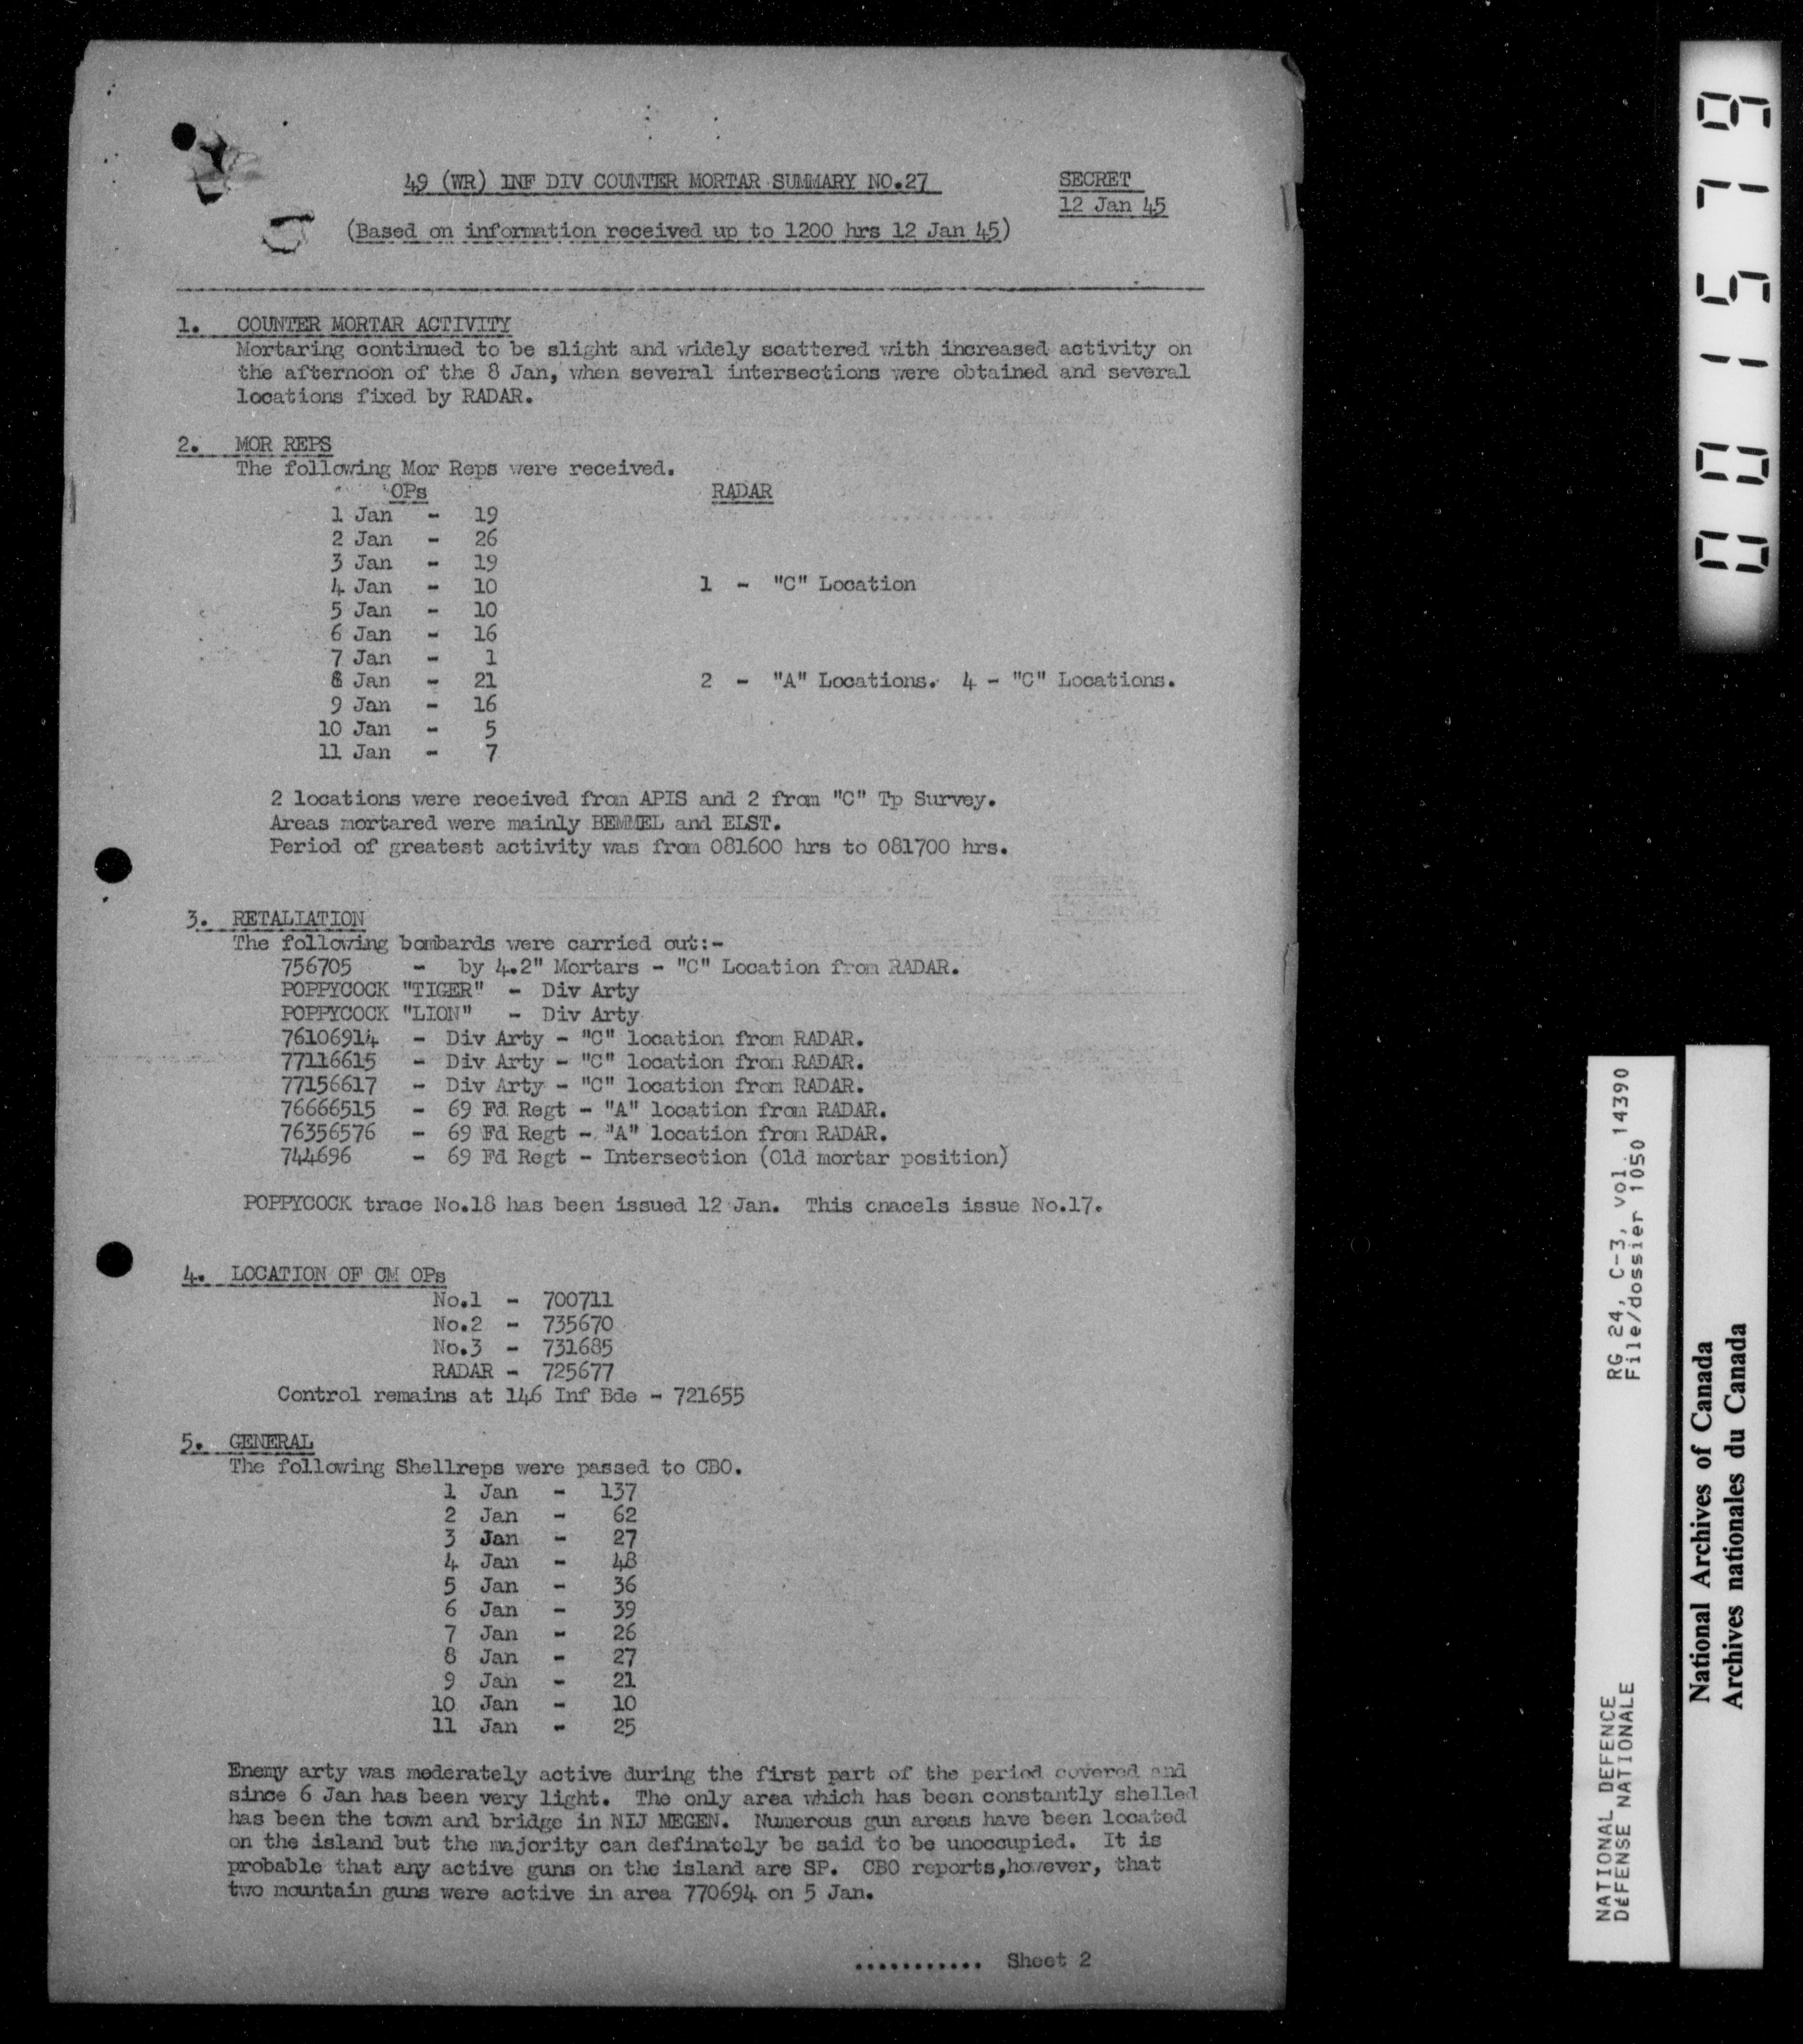 49 (WR) INF DIV COUNTER MORTAR SUMMARY NO.27
SECRET
12 Jan 45
(Based on information received up to 1200 hrs 12 Jan 45)
1. COUNTER MORTAR ACTIVITY
Mortaring continued to be slight and widely scattered with increased activity on
the afternoon of the 8 Jan, when several intersections were obtained and several
locations fixed by RADAR.
2. MOR REPS
The following Mor Reps were received.
OPs RADAR
1 Jan - 19
2 Jan - 26
3 Jan - 19
4 Jan - 10 1 - "C" Location
5 Jan - 10
6 Jan - 16
7 Jan - 1
8 Jan - 21 2 - "A" Locations. 4 - "C" Locations.
9 Jan - 16
10 Jan - 5
11 Jan - 7
2 locations were received from APIS and 2 from "C" Tp Survey.
Areas mortared were mainly BEMMEL and ELST.
Period of greatest activity was from 081600 hrs to 081700 hrs.
3. RETALIATION
The following bombards were carried out:-
756705 - by 4.2" Mortars - "C" Location from RADAR.
POPPYCOCK "TIGER" - Div Arty
POPPYCOCK "LION" - Div Arty
76106914 - Div Arty - "C" location from RADAR.
77116615 - Div Arty - "C" location from RADAR.
77156617 - Div Arty - "C" location from RADAR.
76666515 - 69 Fd Regt - "A" location from RADAR.
76356576 - 69 Fd Regt - "A" location from RADAR.
744696 - 69 Fd Regt - Intersection (Old mortar position)
POPPYCOCK trace No.18 has been issued 12 Jan. This cnacels issue No.17.
4. LOCATION OF CM OPs
No.1 - 700711
No.2 - 735670
No.3 - 731685
RADAR - 725677
Control remains at 146 Inf Bde - 721655
5. GENERAL
The following Shellreps were passed to CBO.
1 Jan - 137
2 Jan - 62
3 Jan - 27
4 Jan - 48
5 Jan - 36
6 Jan - 39
7 Jan - 26
8 Jan - 27
9 Jan - 21
10 Jan - 10
11 Jan - 25
Enemy arty was moderately active during the first part of the period covered and
since 6 Jan has been very light. The only area which has been constantly shelled
has been the town and bridge in NIJ MEGEN. Numerous gun areas have been located
on the island but the majority can definately be said to be unoccupied. It is
probable that any active guns on the island are SP. CBO reports,however, that
two mountain guns were active in area 770694 on 5 Jan.
............ Sheet 2
001579
NATIONAL DEFENCE RG 24, C-3, vol. 14390
DÉFENSE NATIONALE File/dossier 1050
National Archives of Canada
Archives nationales du Canada